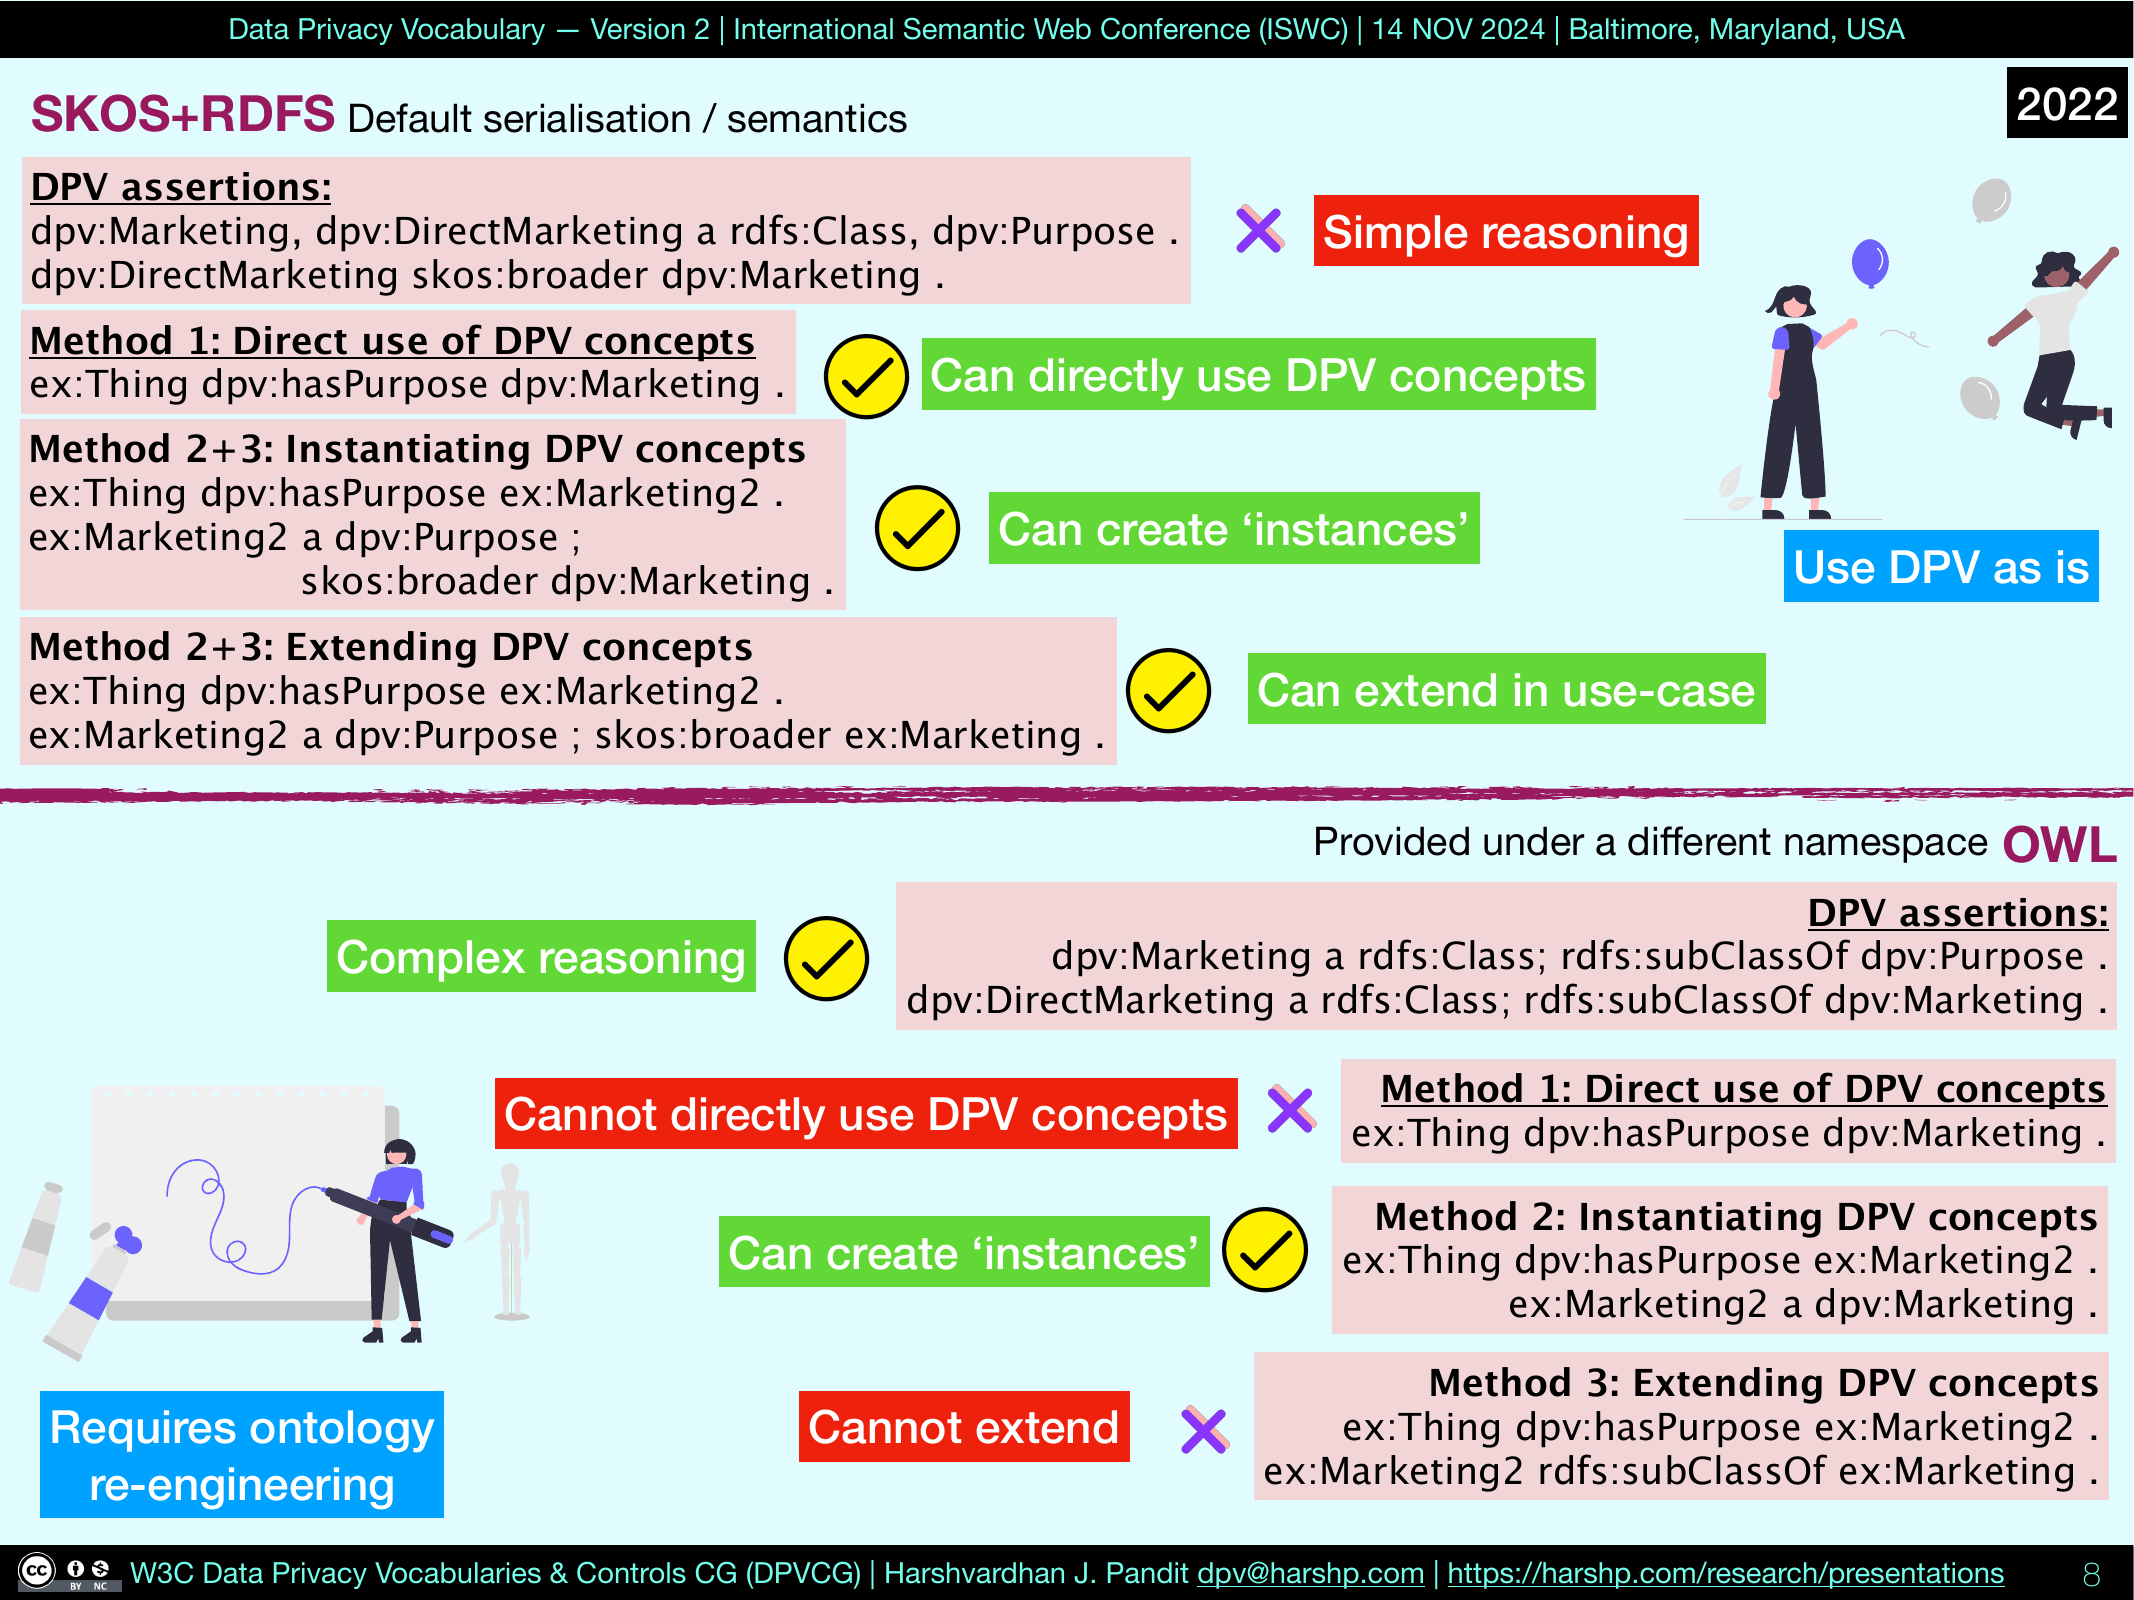 Data Privacy Vocabulary — Version 2 | International Semantic Web Conference (ISWC) | 14 NOV 2024 | Baltimore, Maryland, USA
SKOS+RDFS Default serialisation / semantics
2022
DPV assertions:
dpv:Marketing, dpv:DirectMarketing a rdfs:Class, dpv:Purpose .
dpv:DirectMarketing skos:broader dpv:Marketing .
Simple reasoning
Method 1: Direct use of DPV concepts
ex:Thing dpv:hasPurpose dpv:Marketing .
Can directly use DPV concepts
Method 2+3: Instantiating DPV concepts
ex:Thing dpv:hasPurpose ex:Marketing2 .
ex:Marketing2 a dpv:Purpose ;
skos:broader dpv:Marketing .
Can create ‘instances’
Use DPV as is
Method 2+3: Extending DPV concepts
ex:Thing dpv:hasPurpose ex:Marketing2 .
ex:Marketing2 a dpv:Purpose ; skos:broader ex:Marketing .
Can extend in use-case
Provided under a different namespace OWL
Complex reasoning
DPV assertions:
dpv:Marketing a rdfs:Class; rdfs:subClassOf dpv:Purpose .
dpv:DirectMarketing a rdfs:Class; rdfs:subClassOf dpv:Marketing .
Cannot directly use DPV concepts
Method 1: Direct use of DPV concepts
ex:Thing dpv:hasPurpose dpv:Marketing .
Can create ‘instances’
Method 2: Instantiating DPV concepts
ex:Thing dpv:hasPurpose ex:Marketing2 .
ex:Marketing2 a dpv:Marketing .
Cannot extend
Method 3: Extending DPV concepts
ex:Thing dpv:hasPurpose ex:Marketing2 .
ex:Marketing2 rdfs:subClassOf ex:Marketing .
Requires ontology
re-engineering
cc BY NC W3C Data Privacy Vocabularies & Controls CG (DPVCG) | Harshvardhan J. Pandit dpv@harshp.com | https://harshp.com/research/presentations 8